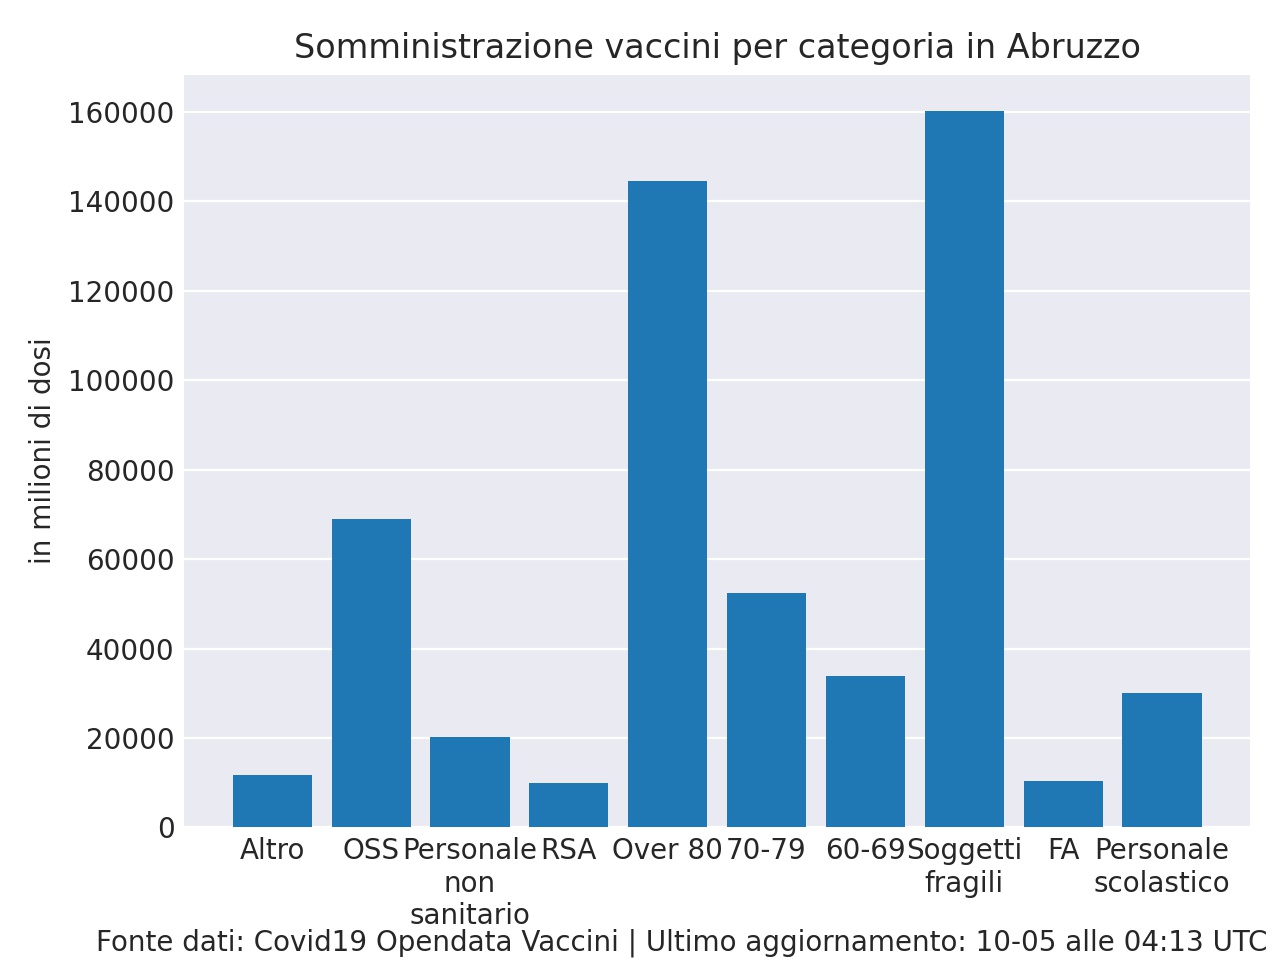 Somministrazione vaccini per categoria in Abruzzo
160000
140000
120000
100000
80000
60000
40000
20000
0
in milioni di dosi
Altro
OSS
Personale
non
sanitario
RSA
Over 80
70-79
60-69
Soggetti
fragili
FA
Personale
scolastico
Fonte dati: Covid19 Opendata Vaccini | Ultimo aggiornamento: 10-05 alle 04:13 UTC